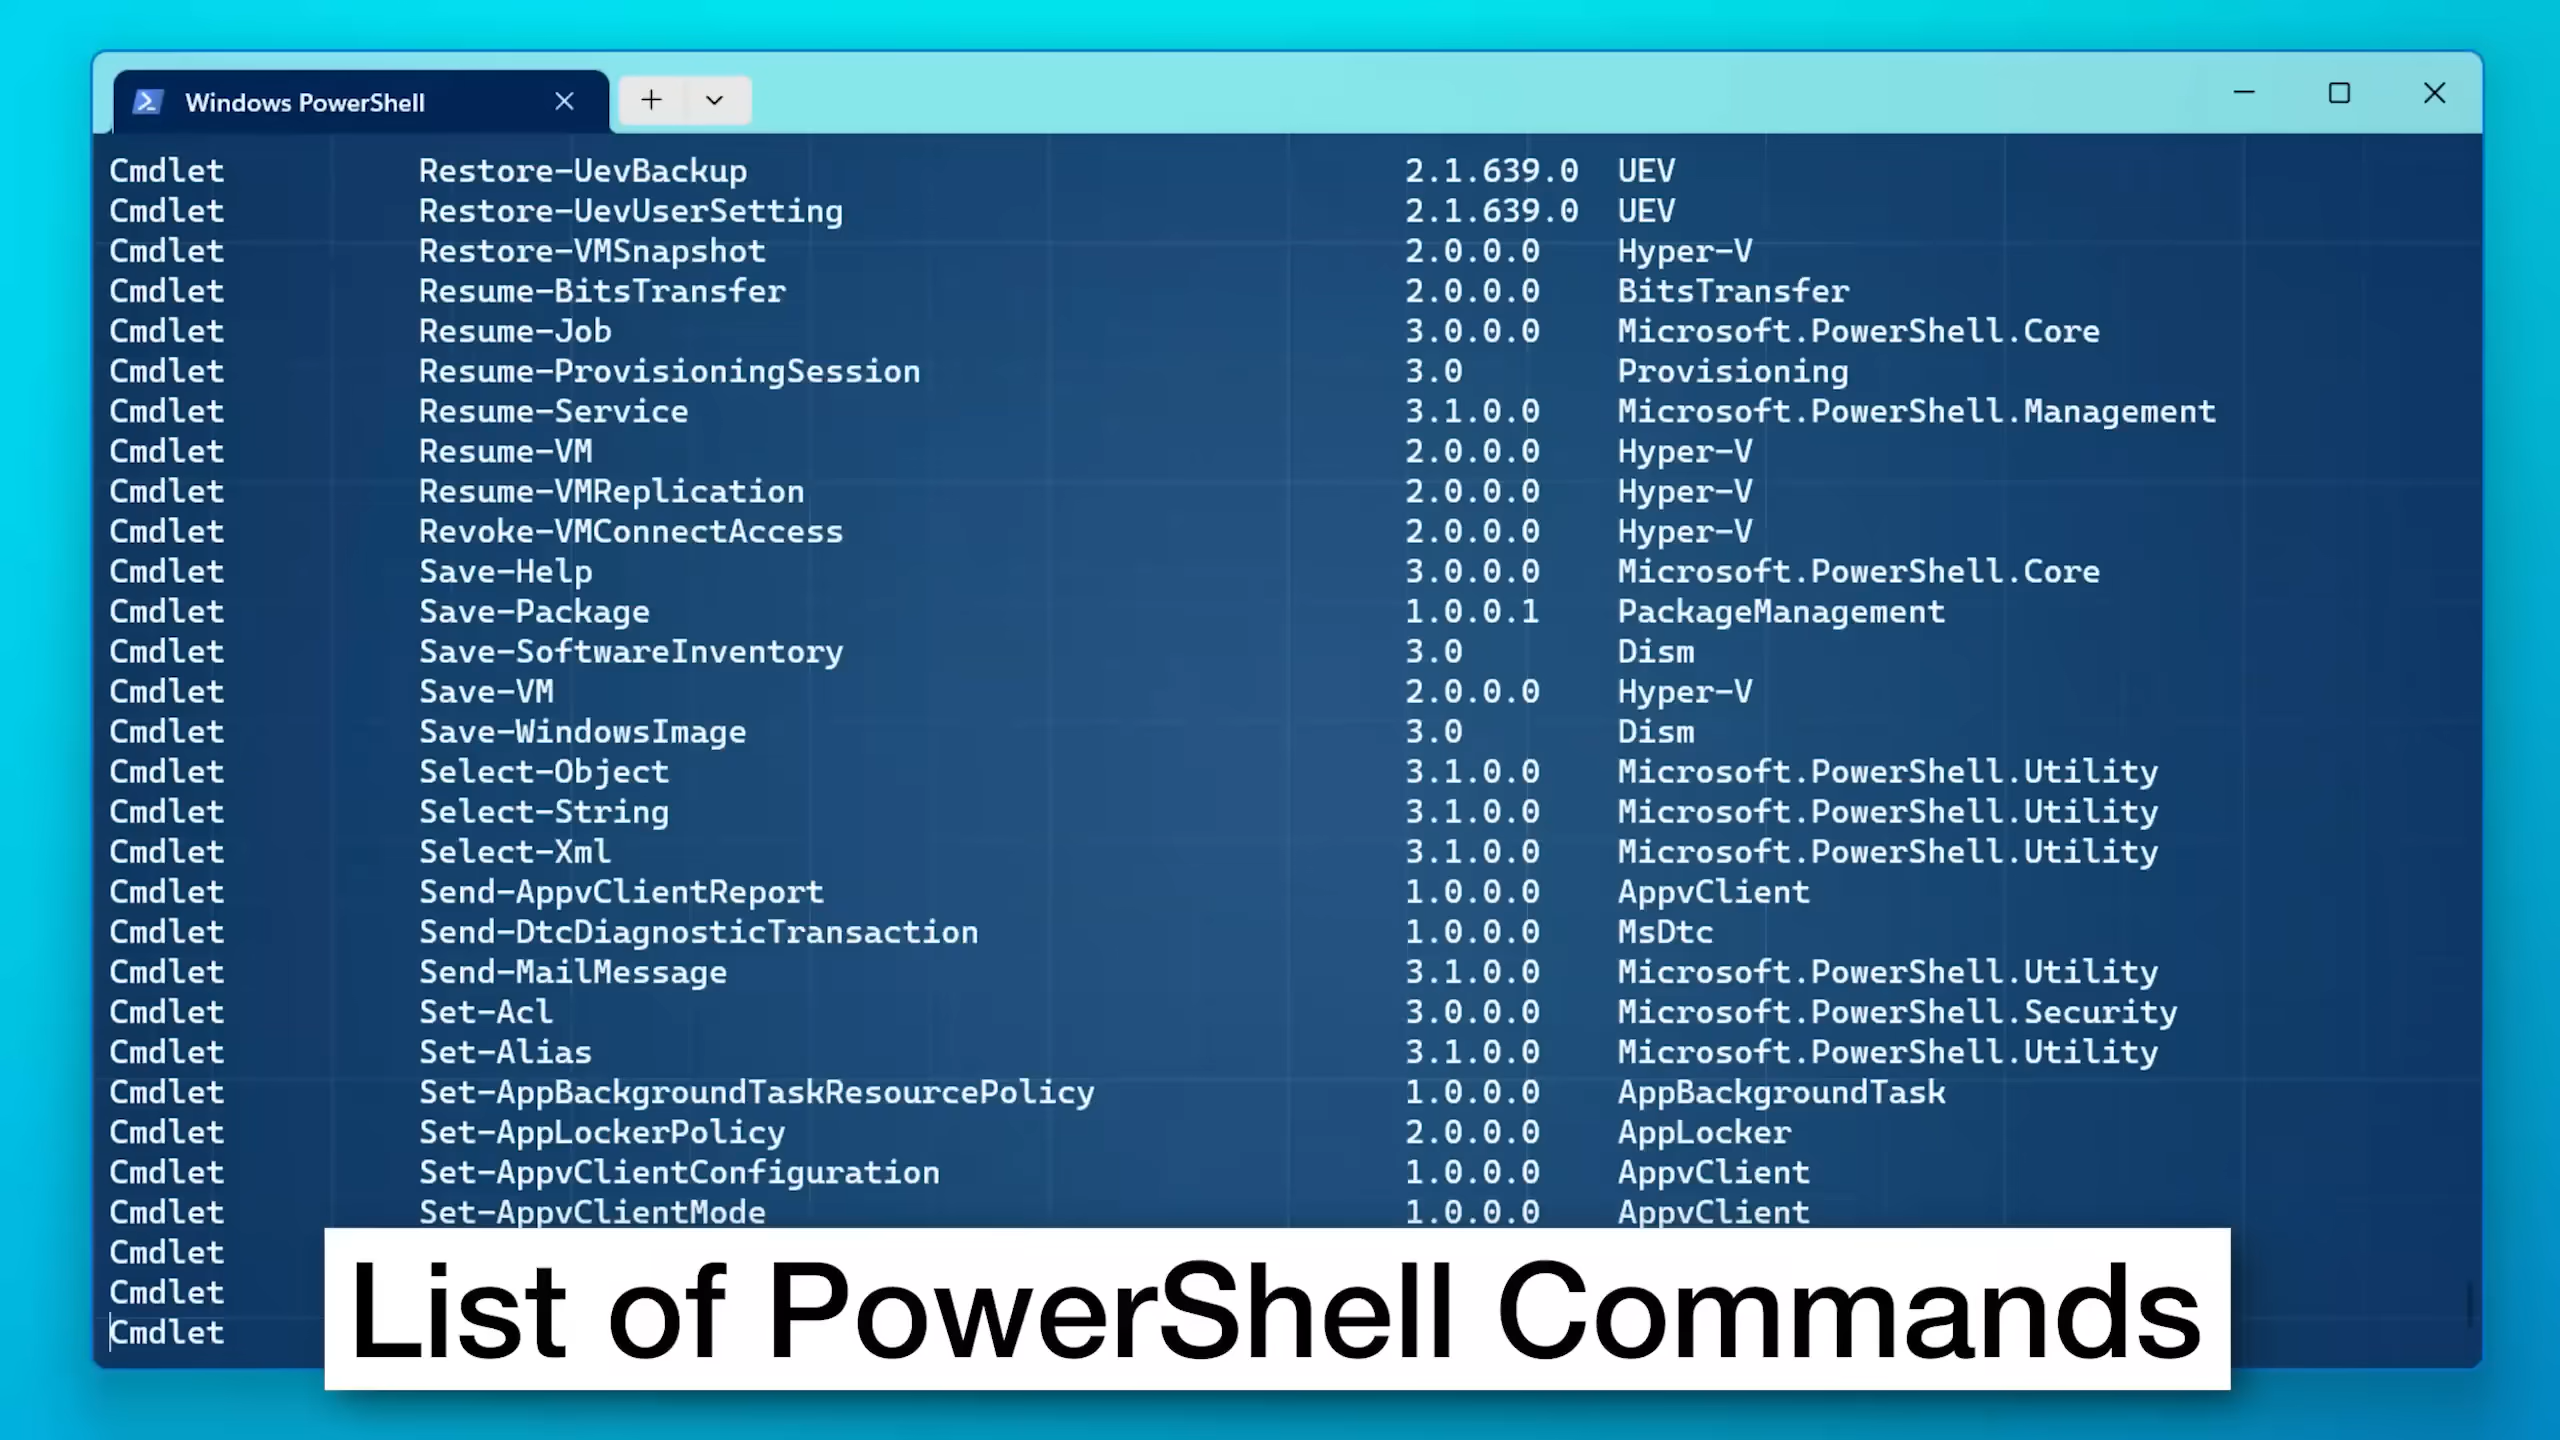 Windows PowerShell
Cmdlet Restore-UevBackup 2.1.639.0 UEV
Cmdlet Restore-UevUserSetting 2.1.639.0 UEV
Cmdlet Restore-VMSnapshot 2.0.0.0 Hyper-V
Cmdlet Resume-BitsTransfer 2.0.0.0 BitsTransfer
Cmdlet Resume-Job 3.0.0.0 Microsoft.PowerShell.Core
Cmdlet Resume-ProvisioningSession 3.0 Provisioning
Cmdlet Resume-Service 3.1.0.0 Microsoft.PowerShell.Management
Cmdlet Resume-VM 2.0.0.0 Hyper-V
Cmdlet Resume-VMReplication 2.0.0.0 Hyper-V
Cmdlet Revoke-VMConnectAccess 2.0.0.0 Hyper-V
Cmdlet Save-Help 3.0.0.0 Microsoft.PowerShell.Core
Cmdlet Save-Package 1.0.0.1 PackageManagement
Cmdlet Save-SoftwareInventory 3.0 Dism
Cmdlet Save-VM 2.0.0.0 Hyper-V
Cmdlet Save-WindowsImage 3.0 Dism
Cmdlet Select-Object 3.1.0.0 Microsoft.PowerShell.Utility
Cmdlet Select-String 3.1.0.0 Microsoft.PowerShell.Utility
Cmdlet Select-Xml 3.1.0.0 Microsoft.PowerShell.Utility
Cmdlet Send-AppvClientReport 1.0.0.0 AppvClient
Cmdlet Send-DtcDiagnosticTransaction 1.0.0.0 MsDtc
Cmdlet Send-MailMessage 3.1.0.0 Microsoft.PowerShell.Utility
Cmdlet Set-Acl 3.0.0.0 Microsoft.PowerShell.Security
Cmdlet Set-Alias 3.1.0.0 Microsoft.PowerShell.Utility
Cmdlet Set-AppBackgroundTaskResourcePolicy 1.0.0.0 AppBackgroundTask
Cmdlet Set-AppLockerPolicy 2.0.0.0 AppLocker
Cmdlet Set-AppvClientConfiguration 1.0.0.0 AppvClient
Cmdlet Set-AppvClientMode 1.0.0.0 AppvClient
Cmdlet
Cmdlet
Cmdlet
List of PowerShell Commands